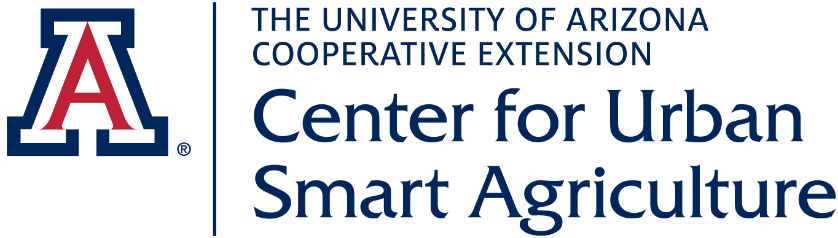 A®
THE UNIVERSITY OF ARIZONA
COOPERATIVE EXTENSION
Center for Urban
Smart Agriculture